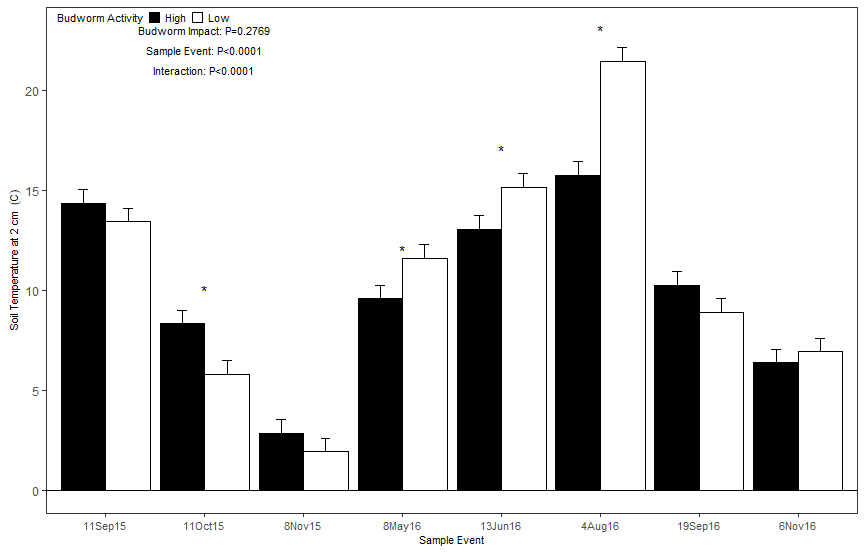 Budworm Activity High Low
Budworm Impact: P=0.2769
Sample Event: P<0.0001
Interaction: P<0.0001
*
*
*
*
20
15
10
5
0
Soil Temperature at 2 cm (C)
11Sep15 11Oct15 8Nov15 8May16 13Jun16 4Aug16 19Sep16 6Nov16
Sample Event